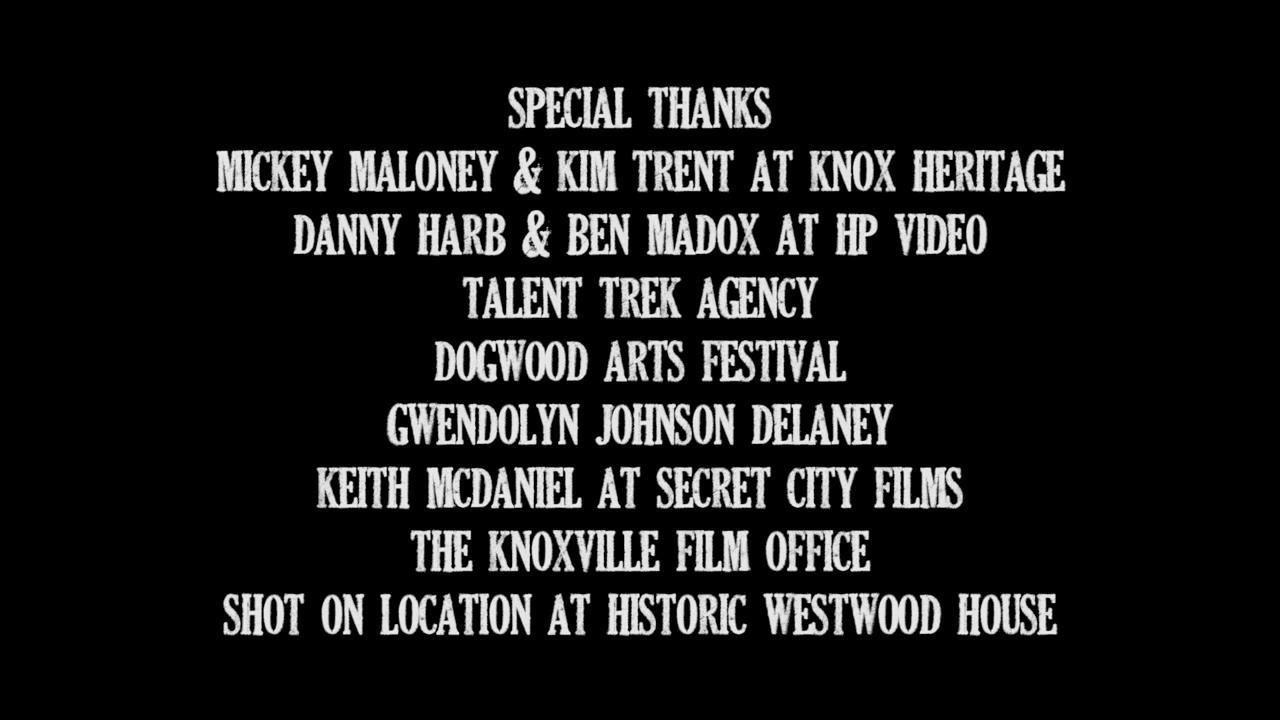 SPECIAL THANKS
MICKEY MALONEY & KIM TRENT AT KNOX HERITAGE
DANNY HARB & BEN MADOX AT HP VIDEO
TALENT TREK AGENCY
DOGWOOD ARTS FESTIVAL
GWENDOLYN JOHNSON DELANEY
KEITH MCDANIEL AT SECRET CITY FILMS
THE KNOXVILLE FILM OFFICE
SHOT ON LOCATION AT HISTORIC WESTWOOD HOUSE